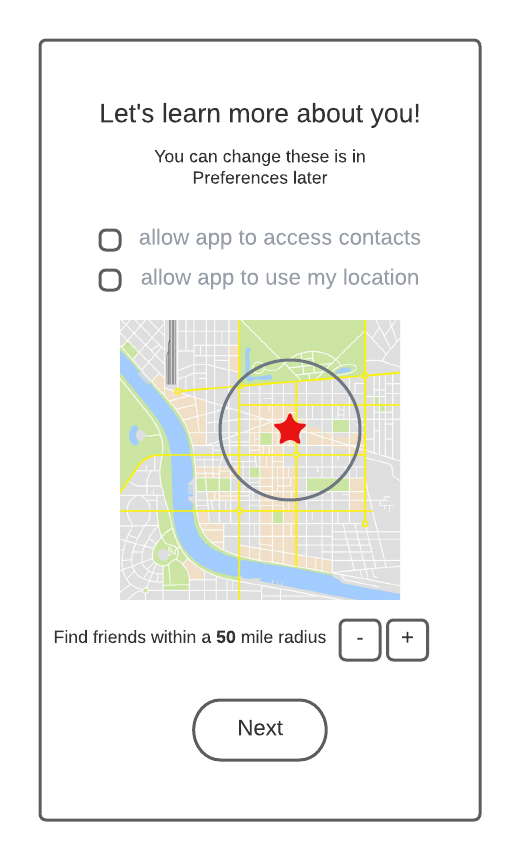 Let's learn more about you!
You can change these is in
Preferences later
allow app to access contacts
allow app to use my location
Find friends within a 50 mile radius
-
+
Next